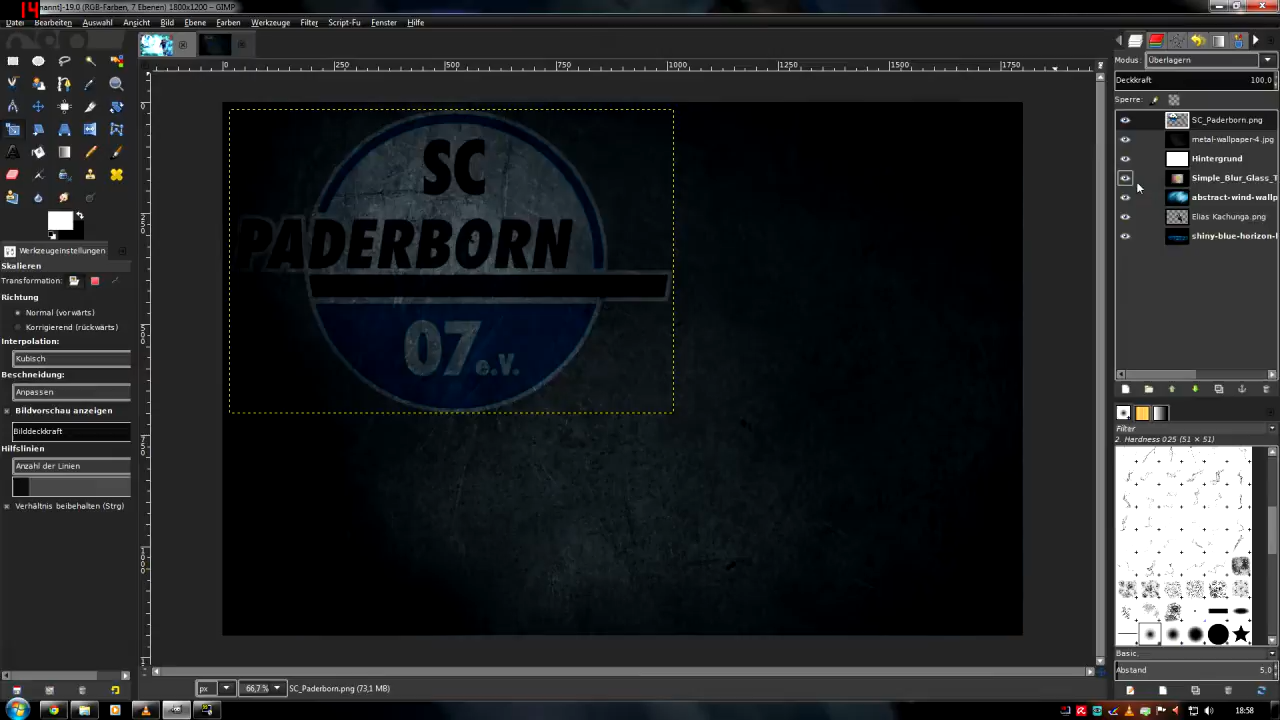 14
nannt]-19.0 (RGB-Farben, 7 Ebenen) 1800x1200 – GIMP
Datei Bearbeiten Auswahl Ansicht Bild Ebene Farben Werkzeuge Filter Script-Fu Fenster Hilfe
0 250 500 750 1000 1250 1500 1750
Modus: Überlagern
Deckkraft 100,0
Sperre:
SC_Paderborn.png
metal-wallpaper-4.jpg
Hintergrund
Simple_Blur_Glass_T
abstract-wind-wallp
Elias Kachunga.png
shiny-blue-horizon-l
SC
PADERBORN
07 e.V.
Werkzeugeinstellungen
Skalieren
Transformation:
Richtung
Normal (vorwärts)
Korrigierend (rückwärts)
Interpolation:
Kubisch
Beschneidung:
Anpassen
Bildvorschau anzeigen
Bilddeckkraft
Hilfslinien
Anzahl der Linien
Verhältnis beibehalten (Strg)
Filter
2. Hardness 025 (51 × 51)
Basic,
Abstand 5,0
px 66,7 % SC_Paderborn.png (73,1 MB)
18:58